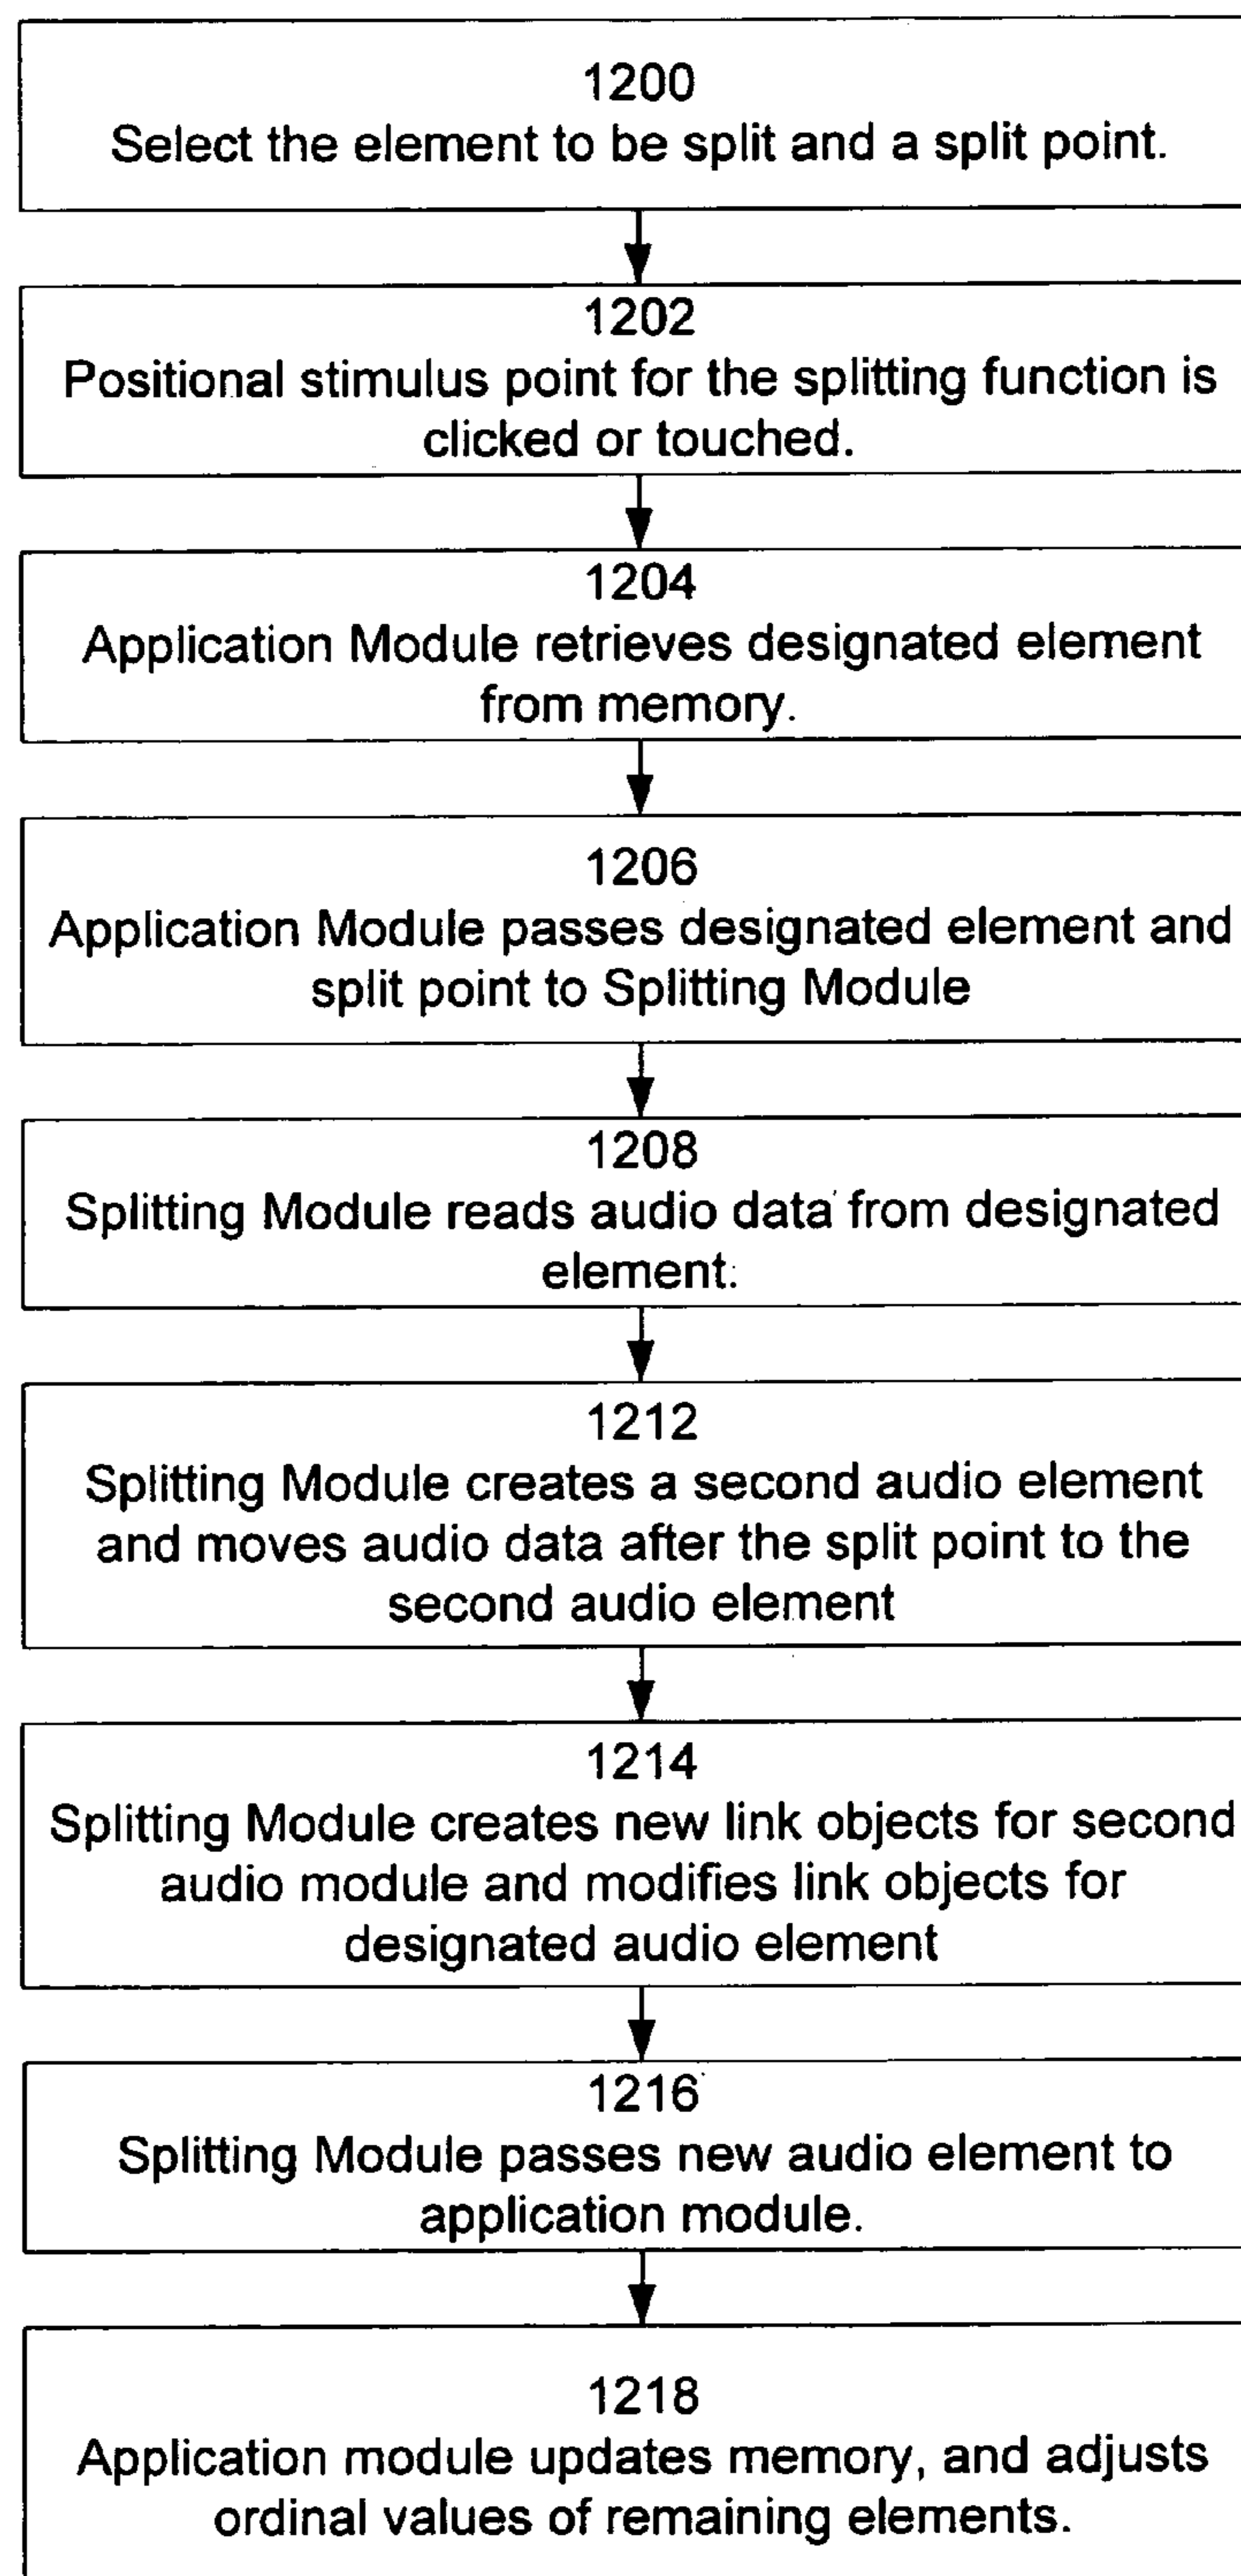 1200
Select the element to be split and a split point.
1202
Positional stimulus point for the splitting function is
clicked or touched.
1204
Application Module retrieves designated element
from memory.
1206
Application Module passes designated element and
split point to Splitting Module
1208
Splitting Module reads audio data from designated
element.
1212
Splitting Module creates a second audio element
and moves audio data after the split point to the
second audio element
1214
Splitting Module creates new link objects for second
audio module and modifies link objects for
designated audio element
1216
Splitting Module passes new audio element to
application module.
1218
Application module updates memory, and adjusts
ordinal values of remaining elements.